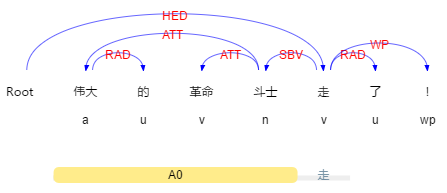 HED
ATT WP
RAD ATT SBV RAD
Root 伟大 的 革命 斗士 走 了 !
a u v n v u wp
A0 走